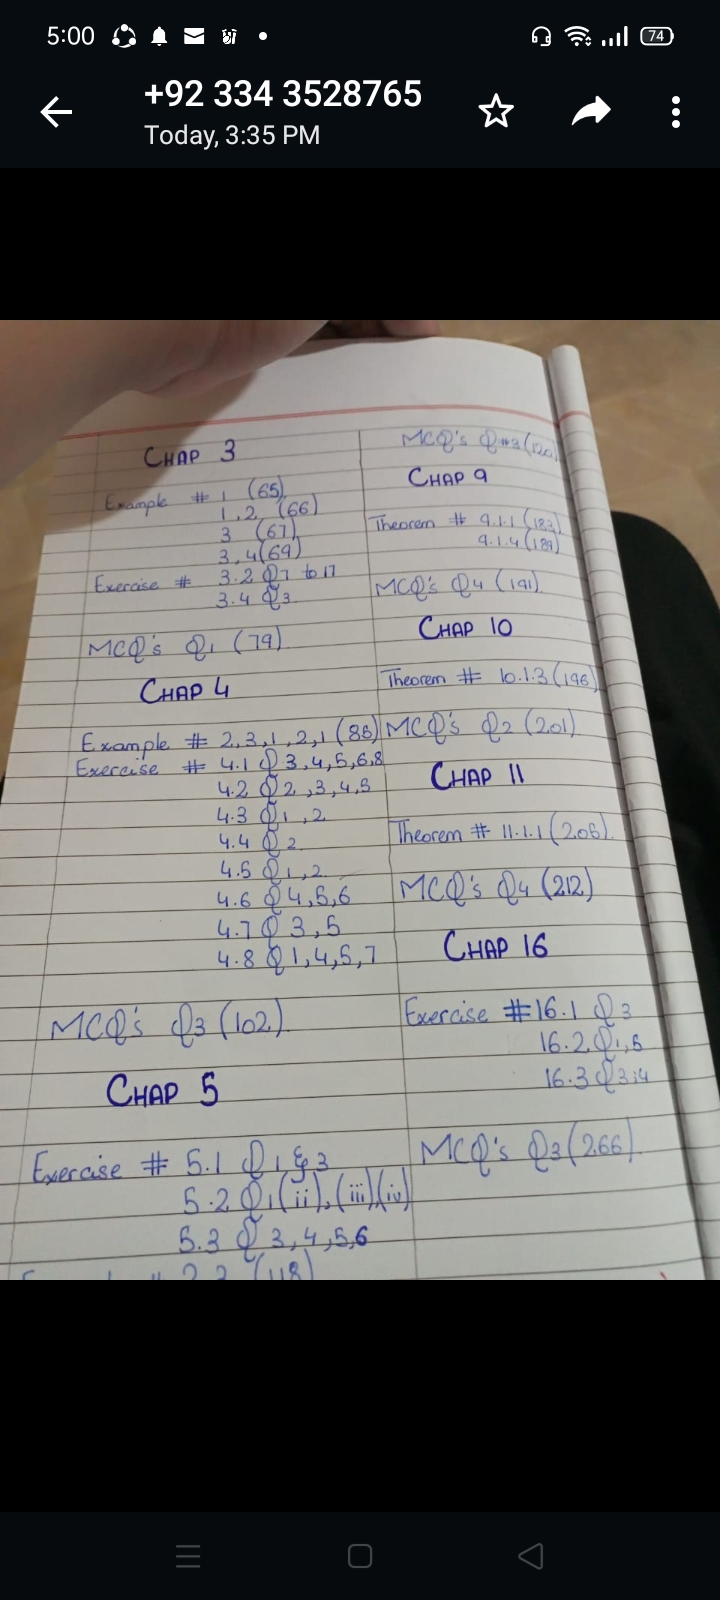 5:00
74
+92 334 3528765
Today, 3:35 PM
CHAP 3
Example # 1 (65)
1,2 (66)
3 (67)
3,4(69)
Exercise # 3.2 Q7 to 17
3.4 Q3
MCQ's Q1 (79)
CHAP 4
Example # 2,3,1,2,1 (85)
Exercise # 4.1 Q 3,4,5,6,8
4.2 Q 2,3,4,5
4.3 Q1,2
4.4 Q2
4.5 Q1,2
4.6 Q 4,5,6
4.7 Q 3,5
4.8 Q 1,4,5,7
MCQ's Q3 (102)
CHAP 5
Exercise # 5.1 Q1 & 3
5.2 Q1(ii),(iii)(iv)
5.3 Q 3,4,5,6
(118)
MCQ's Q#3(120)
CHAP 9
Theorem # 9.1.1 (183)
9.1.4 (189)
MCQ's Q4 (191)
CHAP 10
Theorem # 10.1.3 (196)
MCQ's Q2 (201)
CHAP 11
Theorem # 11.1.1 (206)
MCQ's Q4 (212)
CHAP 16
Exercise #16.1 Q3
16.2 Q1,5
16.3 Q3,4
MCQ's Q3(266)